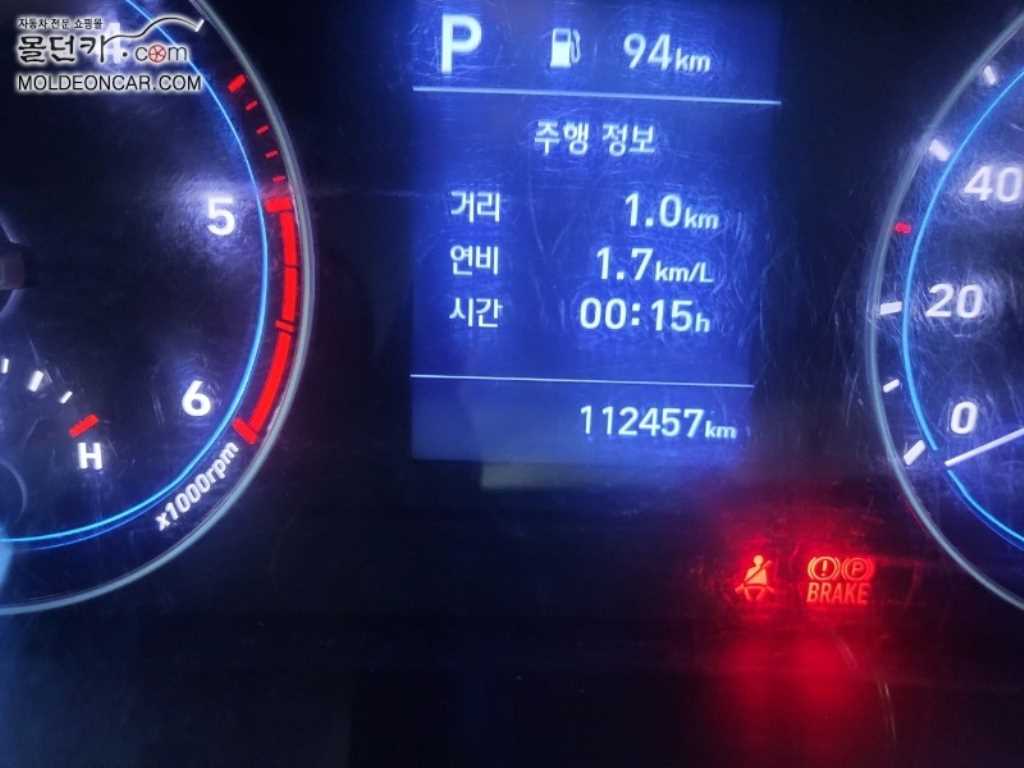 자동차 전문 쇼핑몰
몰던카.com
MOLDEONCAR.COM
4
5
6
H
x1000rpm
P 94km
주행 정보
거리 1.0km
연비 1.7km/L
시간 00:15h
112457km
40
20
0
(!) (P)
BRAKE